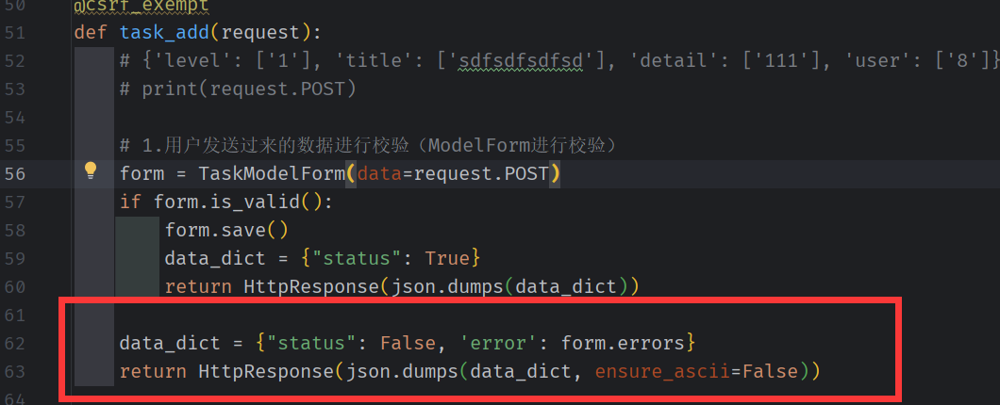 50 @csrf_exempt
51 def task_add(request):
52 # {'level': ['1'], 'title': ['sdfsdfsdfsd'], 'detail': ['111'], 'user': ['8']}
53 # print(request.POST)
54
55 # 1.用户发送过来的数据进行校验（ModelForm进行校验）
56 form = TaskModelForm(data=request.POST)
57 if form.is_valid():
58 form.save()
59 data_dict = {"status": True}
60 return HttpResponse(json.dumps(data_dict))
61
62 data_dict = {"status": False, 'error': form.errors}
63 return HttpResponse(json.dumps(data_dict, ensure_ascii=False))
64